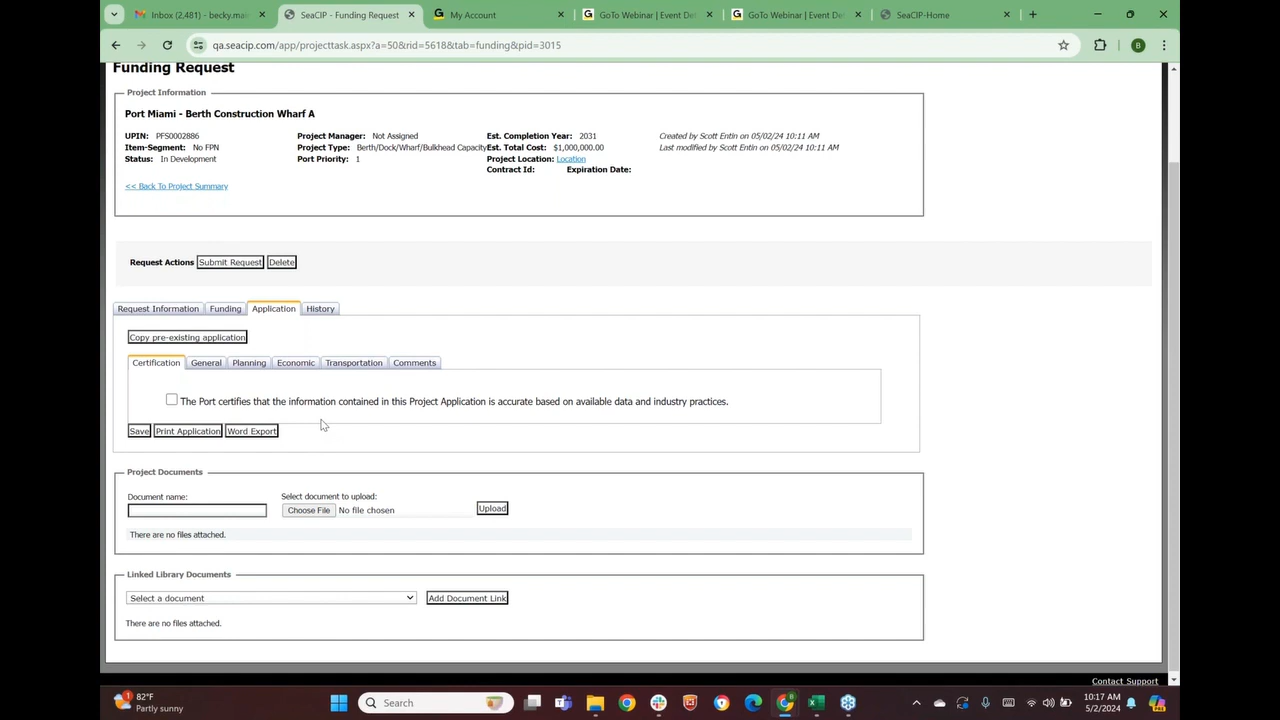 Inbox (2,481) - becky.mai
SeaCIP - Funding Request
My Account
GoTo Webinar | Event Det
GoTo Webinar | Event Det
SeaCIP-Home
qa.seacip.com/app/projecttask.aspx?a=50&rid=5618&tab=funding&pid=3015
B
Funding Request
Project Information
Port Miami - Berth Construction Wharf A
UPIN: PFS0002886 Project Manager: Not Assigned Est. Completion Year: 2031 Created by Scott Entin on 05/02/24 10:11 AM
Item-Segment: No FPN Project Type: Berth/Dock/Wharf/Bulkhead Capacity Est. Total Cost: $1,000,000.00 Last modified by Scott Entin on 05/02/24 10:11 AM
Status: In Development Port Priority: 1 Project Location: Location
Contract Id: Expiration Date:
<< Back To Project Summary
Request Actions Submit Request Delete
Request Information Funding Application History
Copy pre-existing application
Certification General Planning Economic Transportation Comments
The Port certifies that the information contained in this Project Application is accurate based on available data and industry practices.
Save Print Application Word Export
Project Documents
Document name: Select document to upload:
Choose File No file chosen Upload
There are no files attached.
Linked Library Documents
Select a document Add Document Link
There are no files attached.
Contact Support
82°F
Partly sunny
Search
10:17 AM
5/2/2024